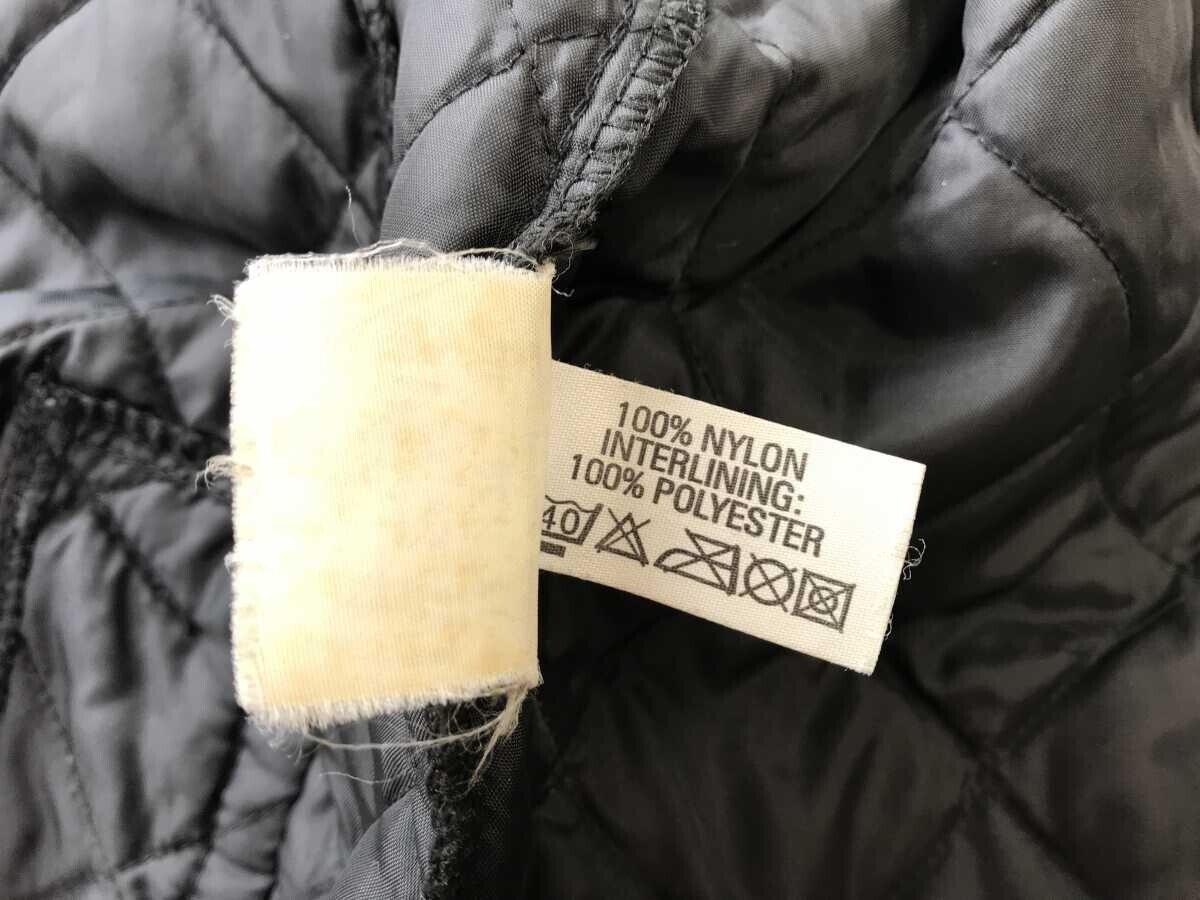 100% NYLON
INTERLINING:
100% POLYESTER
40